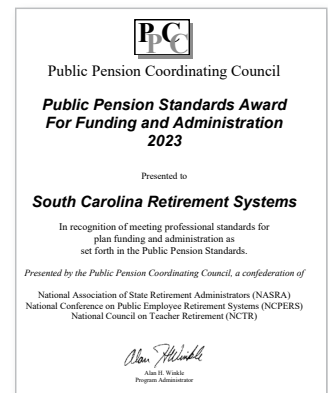 PPCC
Public Pension Coordinating Council
Public Pension Standards Award
For Funding and Administration
2023
Presented to
South Carolina Retirement Systems
In recognition of meeting professional standards for
plan funding and administration as
set forth in the Public Pension Standards.
Presented by the Public Pension Coordinating Council, a confederation of
National Association of State Retirement Administrators (NASRA)
National Conference on Public Employee Retirement Systems (NCPERS)
National Council on Teacher Retirement (NCTR)
Alan H. Winkle
Alan H. Winkle
Program Administrator